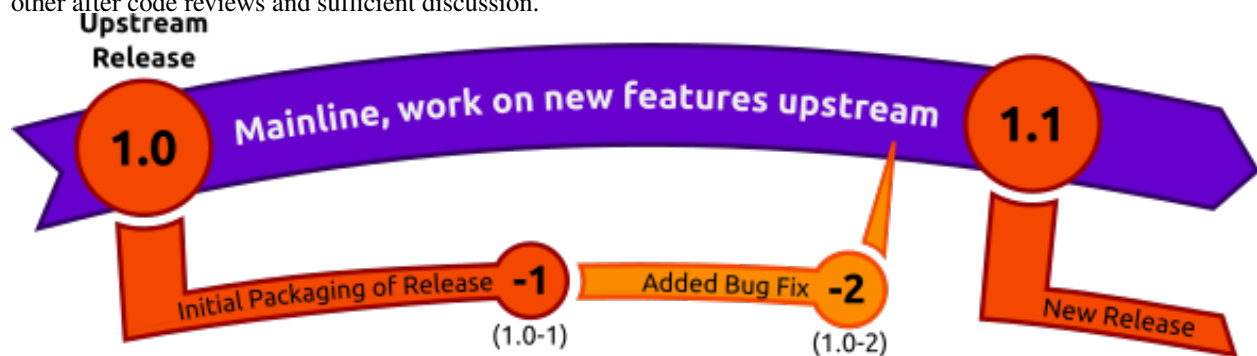 other after code reviews and sufficient discussion.
Upstream
Release
1.0
Mainline, work on new features upstream
1.1
Initial Packaging of Release
-1
(1.0-1)
Added Bug Fix
-2
(1.0-2)
New Release